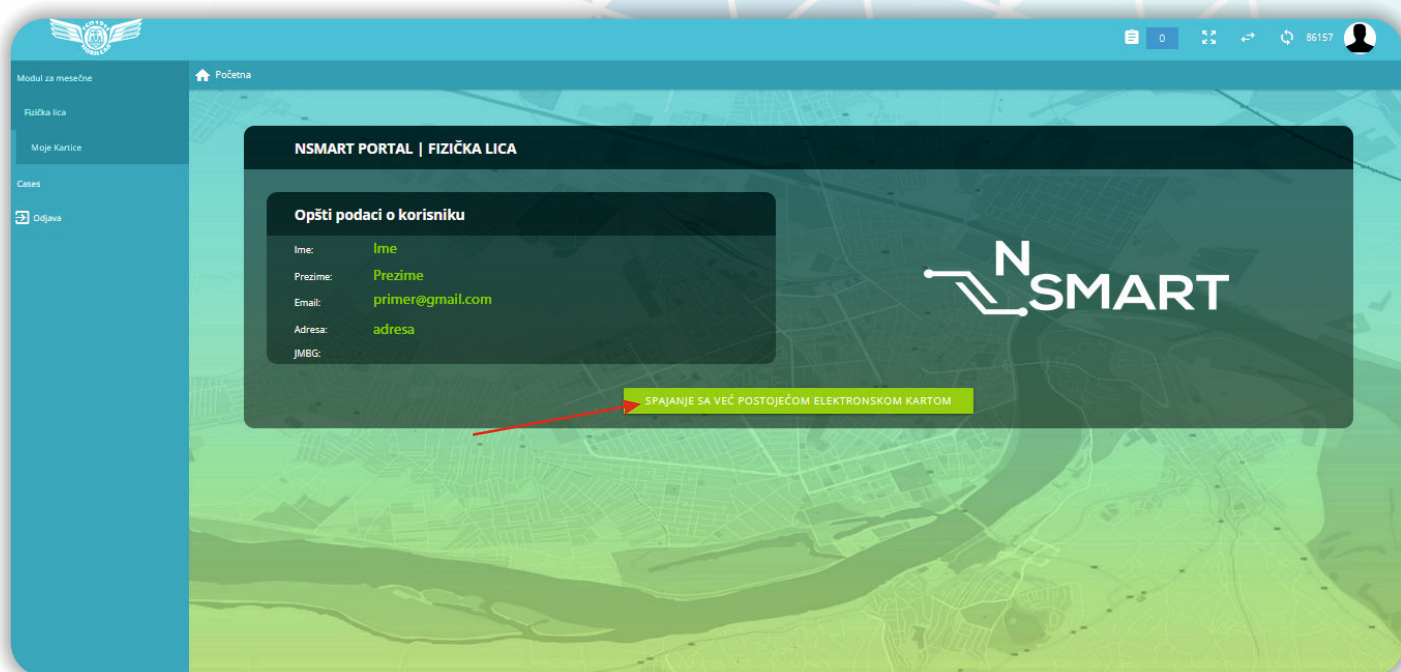 0
86157
Modul za mesečne
Početna
Fizička lica
Moje Kartice
Cases
Odjava
NSMART PORTAL | FIZIČKA LICA
Opšti podaci o korisniku
Ime: Ime
Prezime: Prezime
Email: primer@gmail.com
Adresa: adresa
JMBG:
NSMART
SPAJANJE SA VEĆ POSTOJEĆOM ELEKTRONSKOM KARTOM